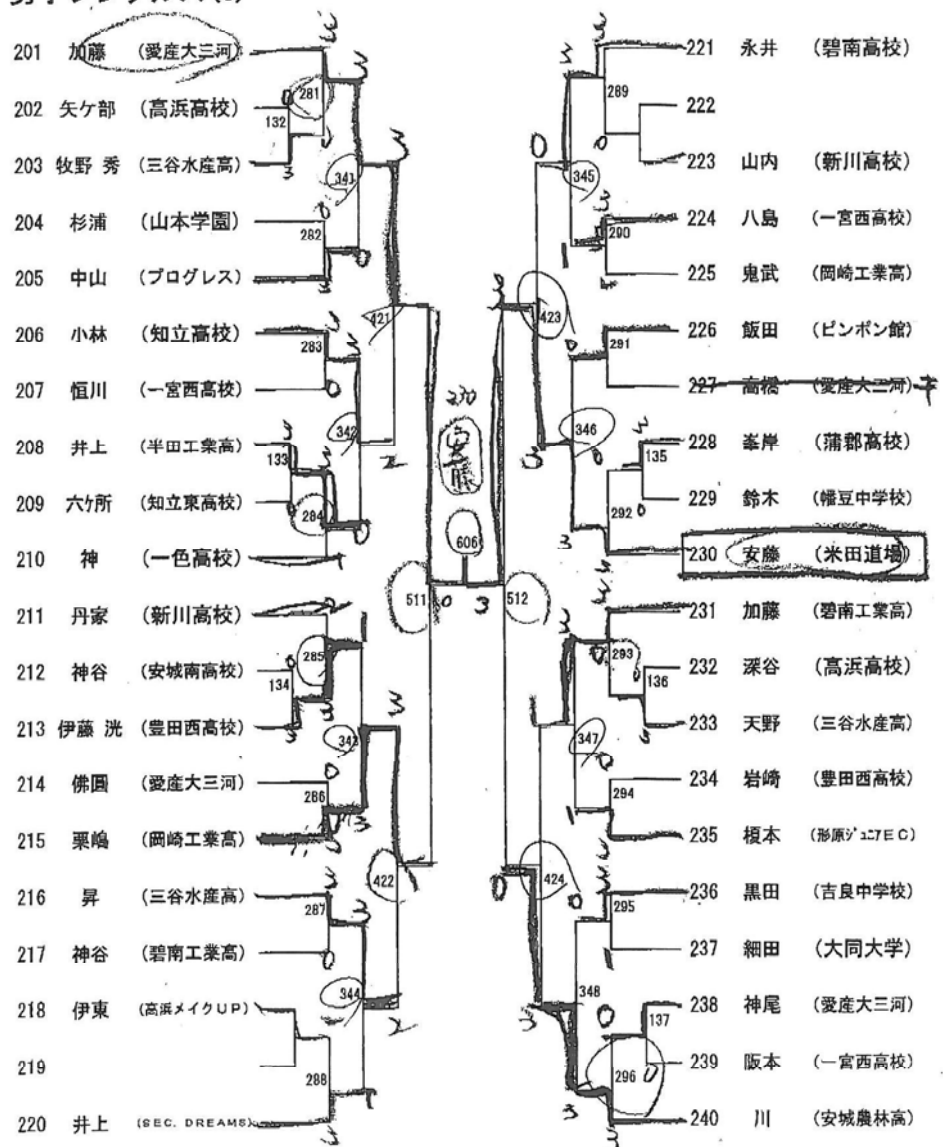 201 加藤 (愛産大三河)
202 矢ケ部 (高浜高校)
203 牧野 秀 (三谷水産高)
204 杉浦 (山本学園)
205 中山 (プログレス)
206 小林 (知立高校)
207 恒川 (一宮西高校)
208 井上 (半田工業高)
209 六ケ所 (知立東高校)
210 神 (一色高校)
211 丹家 (新川高校)
212 神谷 (安城南高校)
213 伊藤 洸 (豊田西高校)
214 佛圓 (愛産大三河)
215 栗嶋 (岡崎工業高)
216 昇 (三谷水産高)
217 神谷 (碧南工業高)
218 伊東 (高浜メイクUP)
219
220 井上 (SEC. DREAMS)
132
281
341
282
421
283
342
133
284
285
134
343
286
422
287
344
288
511
606
512
221 永井 (碧南高校)
222
223 山内 (新川高校)
224 八島 (一宮西高校)
225 鬼武 (岡崎工業高)
226 飯田 (ピンポン館)
227 高橋 (愛産大三河)
228 峯岸 (蒲郡高校)
229 鈴木 (幡豆中学校)
230 安藤 (米田道場)
231 加藤 (碧南工業高)
232 深谷 (高浜高校)
233 天野 (三谷水産高)
234 岩崎 (豊田西高校)
235 榎本 (形原ジュニアEC)
236 黒田 (吉良中学校)
237 細田 (大同大学)
238 神尾 (愛産大三河)
239 阪本 (一宮西高校)
240 川 (安城農林高)
289
345
290
423
291
346
135
292
293
136
347
294
424
295
348
137
296